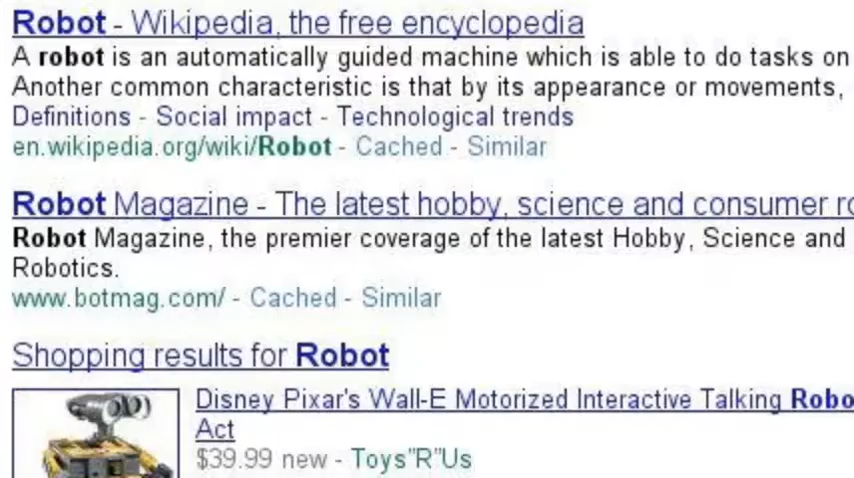 Robot - Wikipedia, the free encyclopedia
A robot is an automatically guided machine which is able to do tasks on
Another common characteristic is that by its appearance or movements,
Definitions - Social impact - Technological trends
en.wikipedia.org/wiki/Robot - Cached - Similar
Robot Magazine - The latest hobby, science and consumer ro
Robot Magazine, the premier coverage of the latest Hobby, Science and
Robotics.
www.botmag.com/ - Cached - Similar
Shopping results for Robot
Disney Pixar's Wall-E Motorized Interactive Talking Robo
Act
$39.99 new - Toys"R"Us